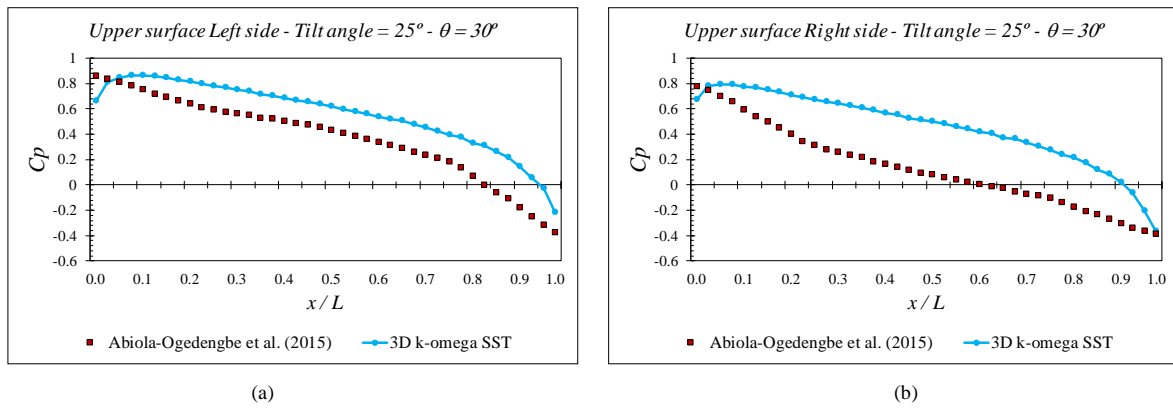 Upper surface Left side - Tilt angle = 25º - θ = 30º
1
0.8
0.6
0.4
0.2
0
-0.2
-0.4
-0.6
Cp
0.0 0.1 0.2 0.3 0.4 0.5 0.6 0.7 0.8 0.9 1.0
x / L
Abiola-Ogedengbe et al. (2015) 3D k-omega SST
(a)
Upper surface Right side - Tilt angle = 25º - θ = 30º
1
0.8
0.6
0.4
0.2
0
-0.2
-0.4
-0.6
Cp
0.0 0.1 0.2 0.3 0.4 0.5 0.6 0.7 0.8 0.9 1.0
x / L
Abiola-Ogedengbe et al. (2015) 3D k-omega SST
(b)